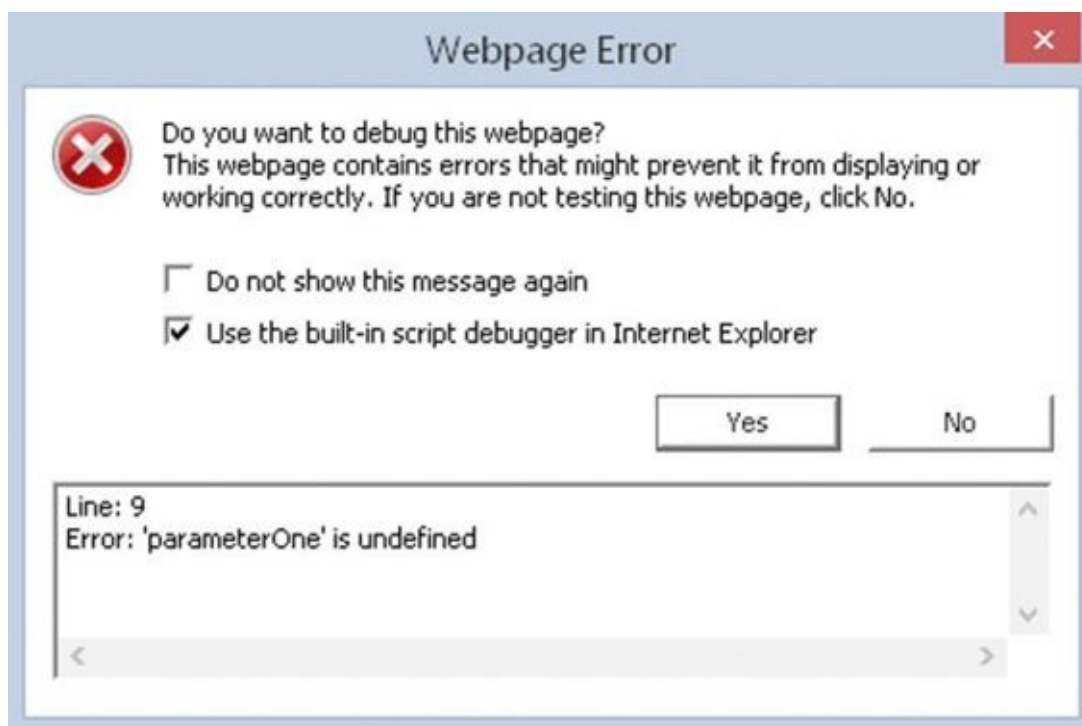 Webpage Error
Do you want to debug this webpage?
This webpage contains errors that might prevent it from displaying or
working correctly. If you are not testing this webpage, click No.
Do not show this message again
Use the built-in script debugger in Internet Explorer
Yes No
Line: 9
Error: 'parameterOne' is undefined